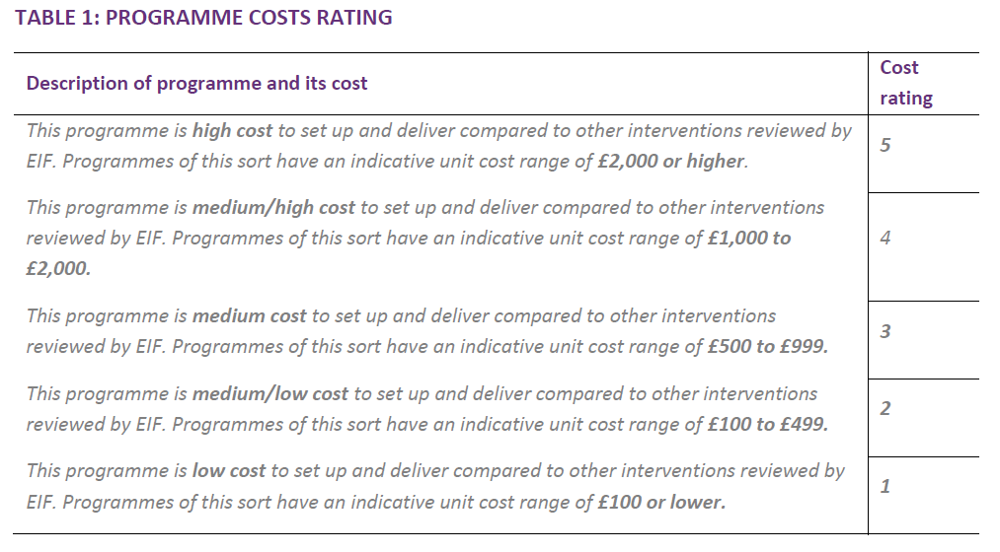 TABLE 1: PROGRAMME COSTS RATING
Description of programme and its cost
Cost
rating
This programme is high cost to set up and deliver compared to other interventions reviewed by
EIF. Programmes of this sort have an indicative unit cost range of £2,000 or higher.
5
This programme is medium/high cost to set up and deliver compared to other interventions
reviewed by EIF. Programmes of this sort have an indicative unit cost range of £1,000 to
£2,000.
4
This programme is medium cost to set up and deliver compared to other interventions
reviewed by EIF. Programmes of this sort have an indicative unit cost range of £500 to £999.
3
This programme is medium/low cost to set up and deliver compared to other interventions
reviewed by EIF. Programmes of this sort have an indicative unit cost range of £100 to £499.
2
This programme is low cost to set up and deliver compared to other interventions reviewed by
EIF. Programmes of this sort have an indicative unit cost range of £100 or lower.
1